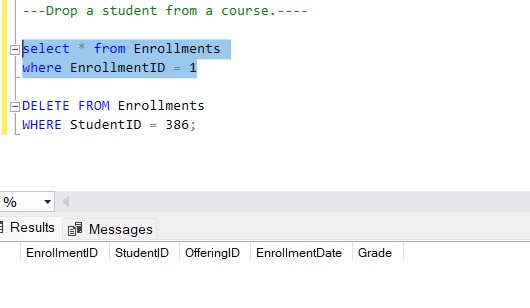 ---Drop a student from a course.----
select * from Enrollments
where EnrollmentID = 1
DELETE FROM Enrollments
WHERE StudentID = 386;
%
Results Messages
EnrollmentID StudentID OfferingID EnrollmentDate Grade